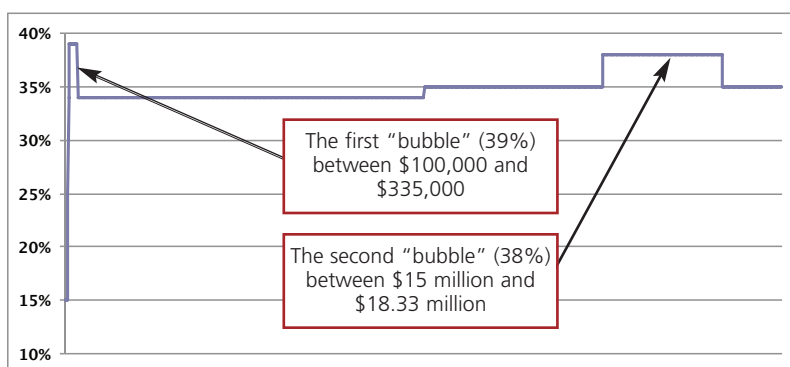 40%
35%
30%
25%
20%
15%
10%
The first “bubble” (39%)
between $100,000 and
$335,000
The second “bubble” (38%)
between $15 million and
$18.33 million